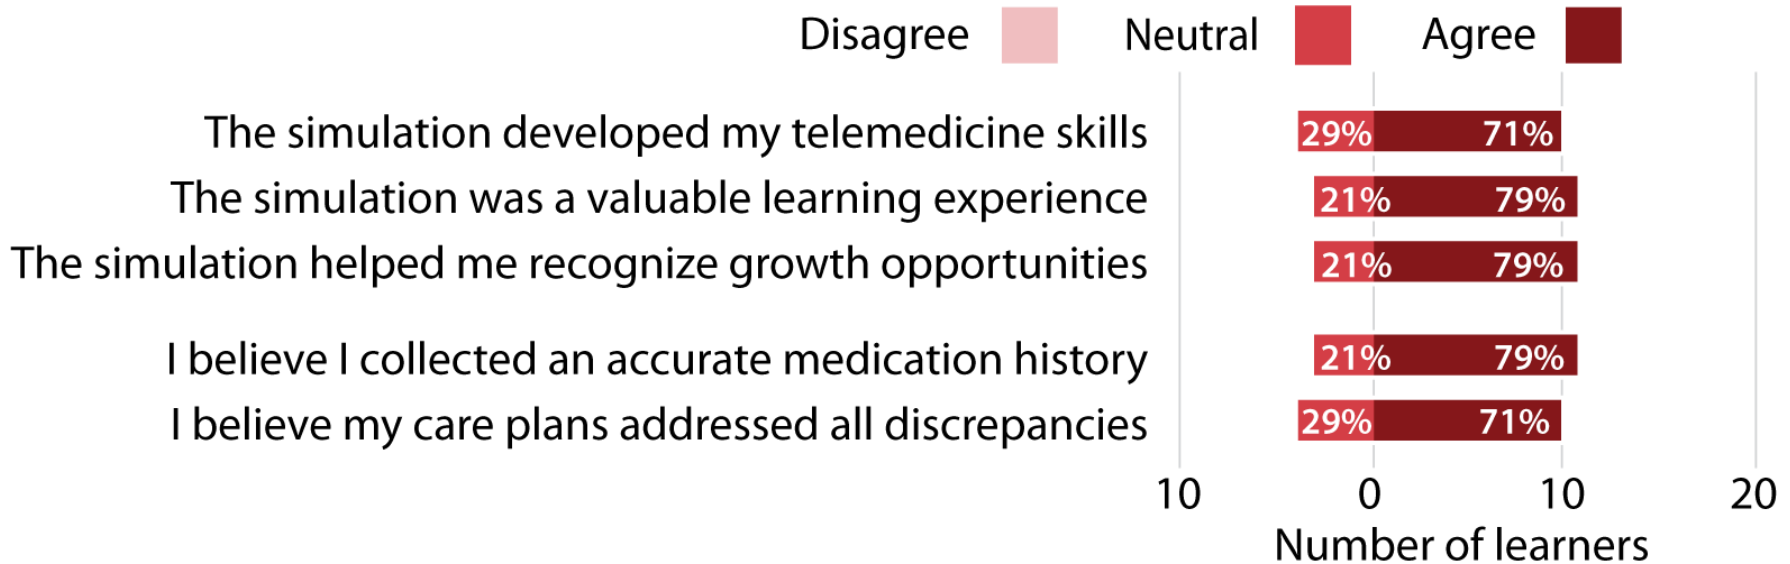 Disagree Neutral Agree
The simulation developed my telemedicine skills 29% 71%
The simulation was a valuable learning experience 21% 79%
The simulation helped me recognize growth opportunities 21% 79%
I believe I collected an accurate medication history 21% 79%
I believe my care plans addressed all discrepancies 29% 71%
10 0 10 20
Number of learners